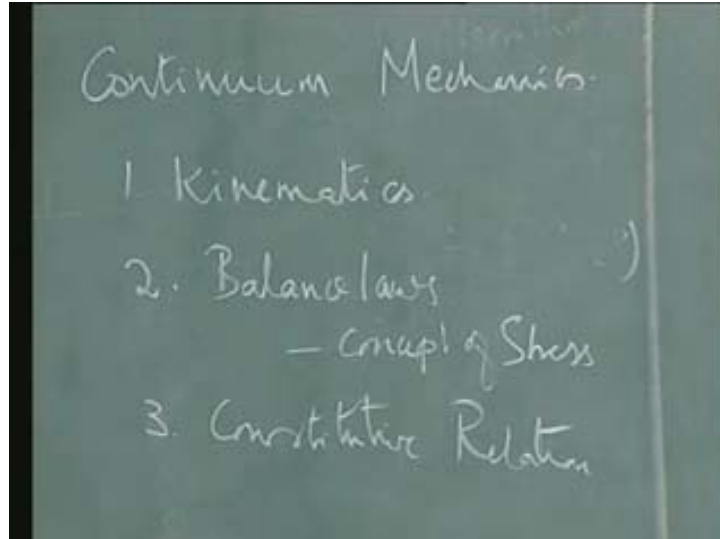 Continuum Mechanics.
1 Kinematics.
2. Balance laws
— concept of Stress
3. Constitutive Relation